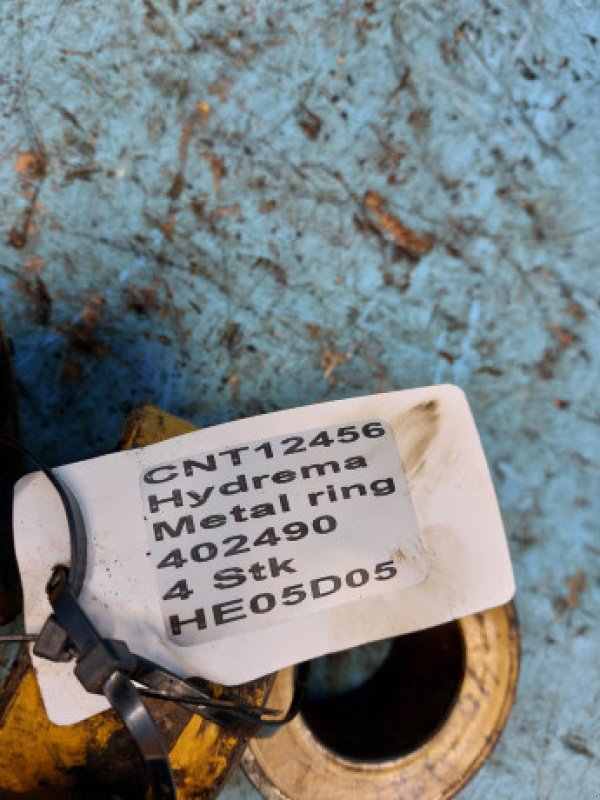 CNT12456
Hydrema
Metal ring
402490
4 Stk
HE05D05